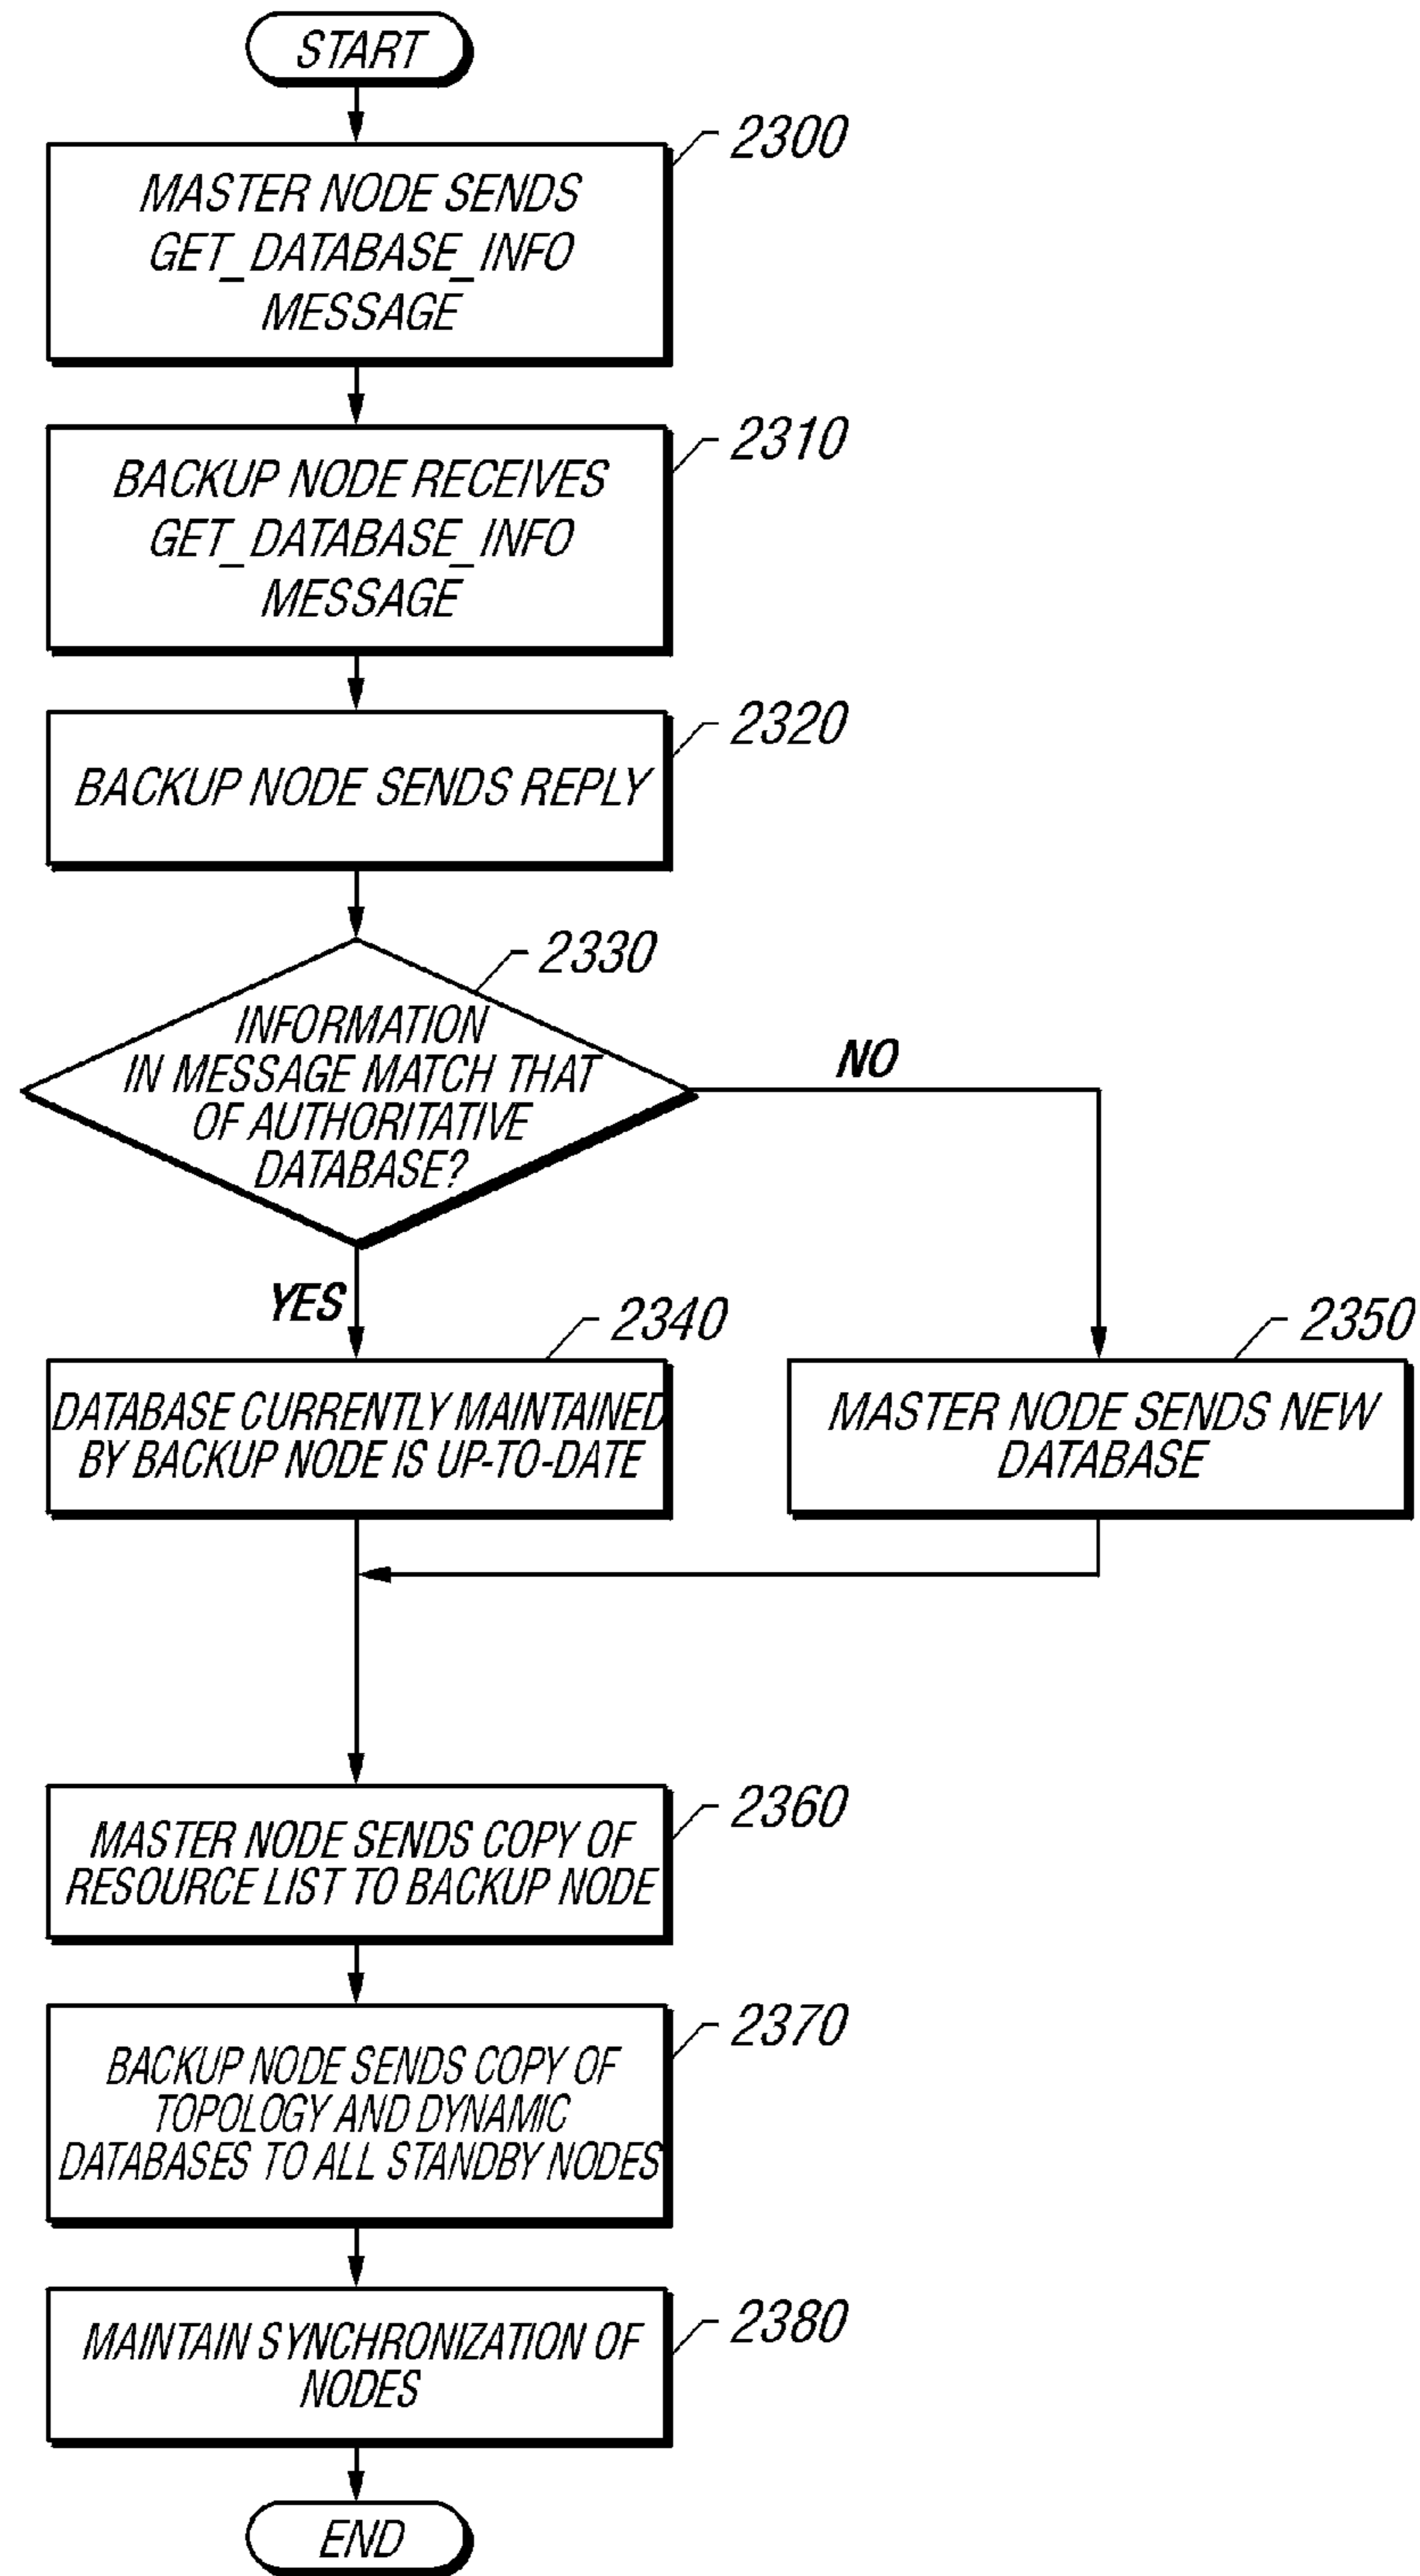 START
2300
MASTER NODE SENDS
GET_DATABASE_INFO
MESSAGE
2310
BACKUP NODE RECEIVES
GET_DATABASE_INFO
MESSAGE
2320
BACKUP NODE SENDS REPLY
2330
INFORMATION
IN MESSAGE MATCH THAT
OF AUTHORITATIVE
DATABASE?
NO
YES
2340
DATABASE CURRENTLY MAINTAINED
BY BACKUP NODE IS UP-TO-DATE
2350
MASTER NODE SENDS NEW
DATABASE
2360
MASTER NODE SENDS COPY OF
RESOURCE LIST TO BACKUP NODE
2370
BACKUP NODE SENDS COPY OF
TOPOLOGY AND DYNAMIC
DATABASES TO ALL STANDBY NODES
2380
MAINTAIN SYNCHRONIZATION OF
NODES
END